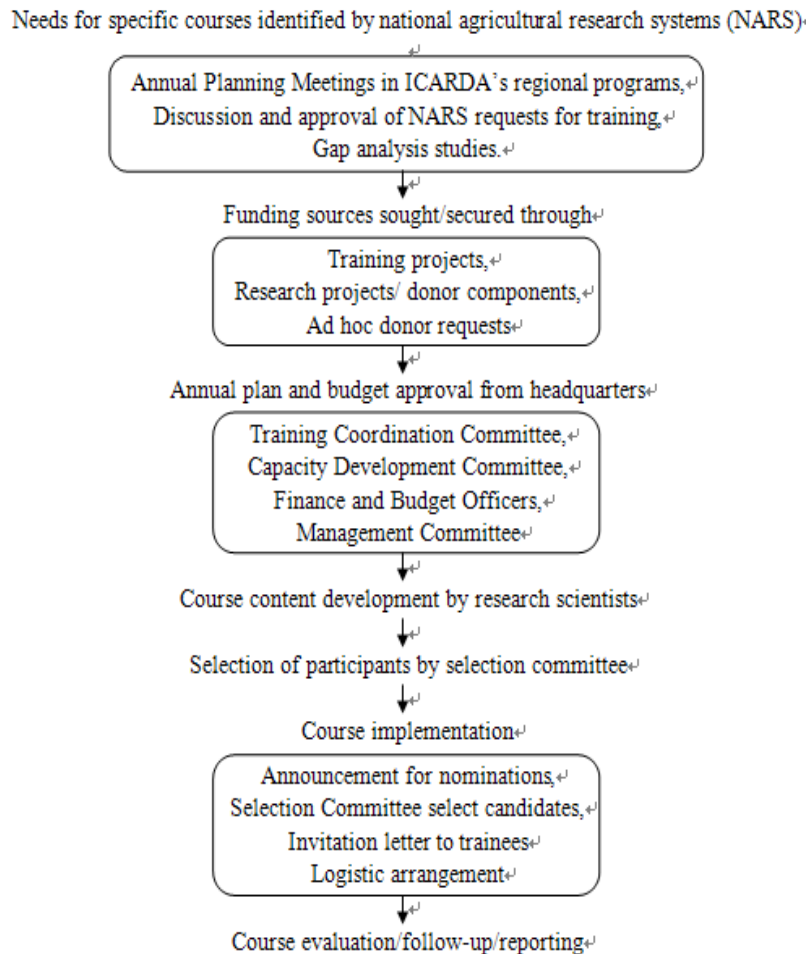 Needs for specific courses identified by national agricultural research systems (NARS)
Annual Planning Meetings in ICARDA's regional programs,
Discussion and approval of NARS requests for training,
Gap analysis studies.
Funding sources sought/secured through
Training projects,
Research projects/ donor components,
Ad hoc donor requests
Annual plan and budget approval from headquarters
Training Coordination Committee,
Capacity Development Committee,
Finance and Budget Officers,
Management Committee
Course content development by research scientists
Selection of participants by selection committee
Course implementation
Announcement for nominations,
Selection Committee select candidates,
Invitation letter to trainees
Logistic arrangement
Course evaluation/follow-up/reporting